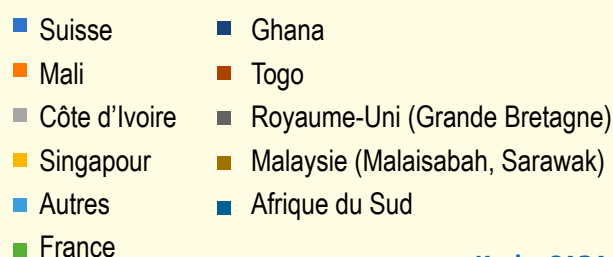 Suisse
Mali
Côte d'Ivoire
Singapour
Autres
France
Ghana
Togo
Royaume-Uni (Grande Bretagne)
Malaysie (Malaisabah, Sarawak)
Afrique du Sud